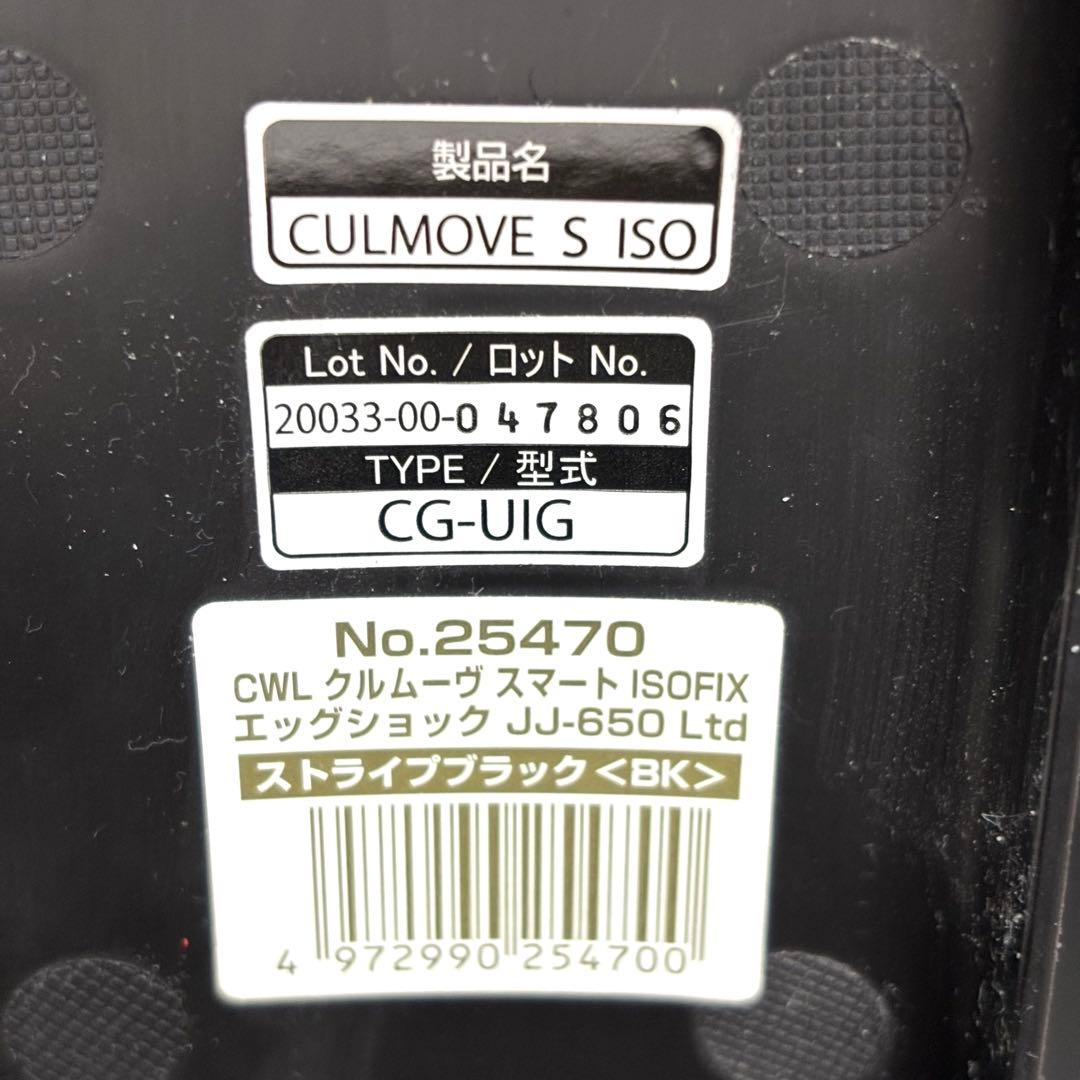 製品名
CULMOVE S ISO
Lot No. / ロット No.
20033-00-047806
TYPE / 型式
CG-UIG
No.25470
CWL クルムーヴ スマート ISOFIX
エッグショック JJ-650 Ltd
ストライプブラック<BK>
4 972990 254700